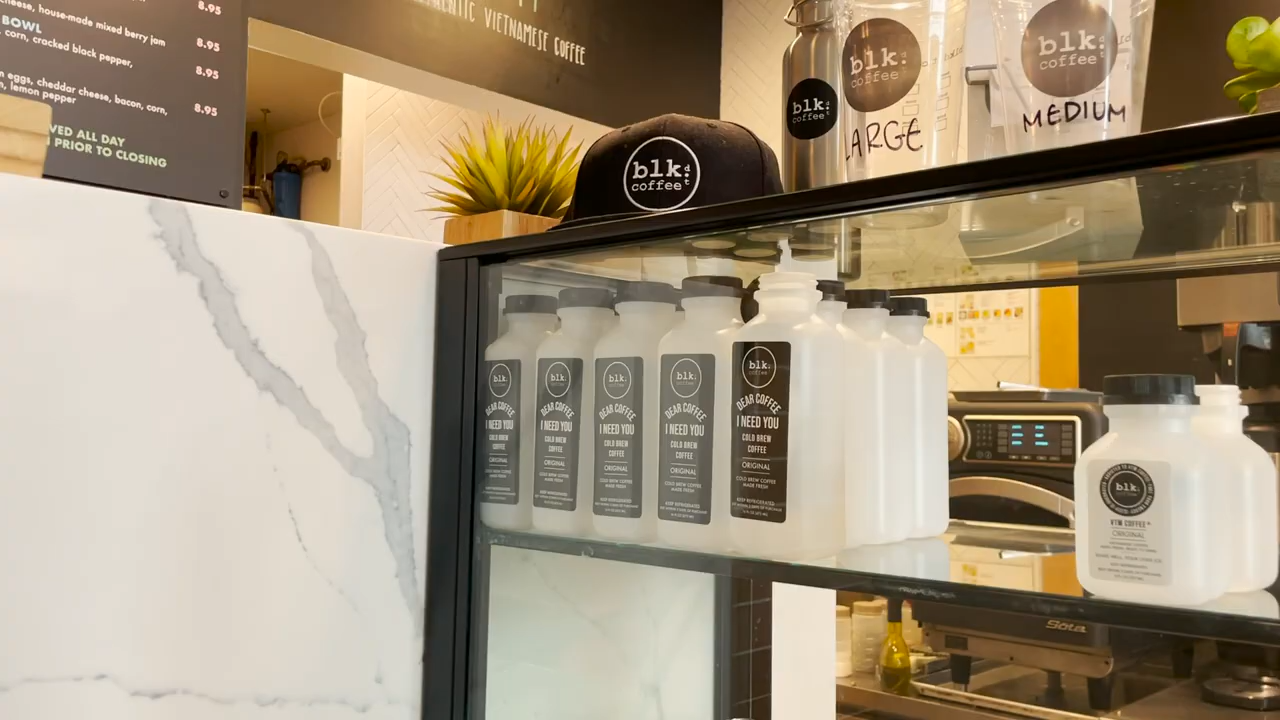 8.95
cheese, house-made mixed berry jam
8.95
BOWL
corn, cracked black pepper,
8.95
eggs, cheddar cheese, bacon, corn,
lemon pepper
8.95
VED ALL DAY
PRIOR TO CLOSING
VIETNAMESE COFFEE
blk.
coffee
blk.
coffee
LARGE
blk.
coffee
MEDIUM
blk.
coffee
blk.
coffee
DEAR COFFEE
I NEED YOU
COLD BREW
COFFEE
ORIGINAL
blk.
coffee
DEAR COFFEE
I NEED YOU
COLD BREW
COFFEE
ORIGINAL
COLD BREW COFFEE
MADE FRESH
blk.
coffee
DEAR COFFEE
I NEED YOU
COLD BREW
COFFEE
ORIGINAL
COLD BREW COFFEE
MADE FRESH
blk.
coffee
DEAR COFFEE
I NEED YOU
COLD BREW
COFFEE
ORIGINAL
COLD BREW COFFEE
MADE FRESH
KEEP REFRIGERATED
blk.
coffee
DEAR COFFEE
I NEED YOU
COLD BREW
COFFEE
ORIGINAL
COLD BREW COFFEE
MADE FRESH
KEEP REFRIGERATED
blk.
coffee
VTM COFFEE
ORIGINAL
KEEP REFRIGERATED
Sota